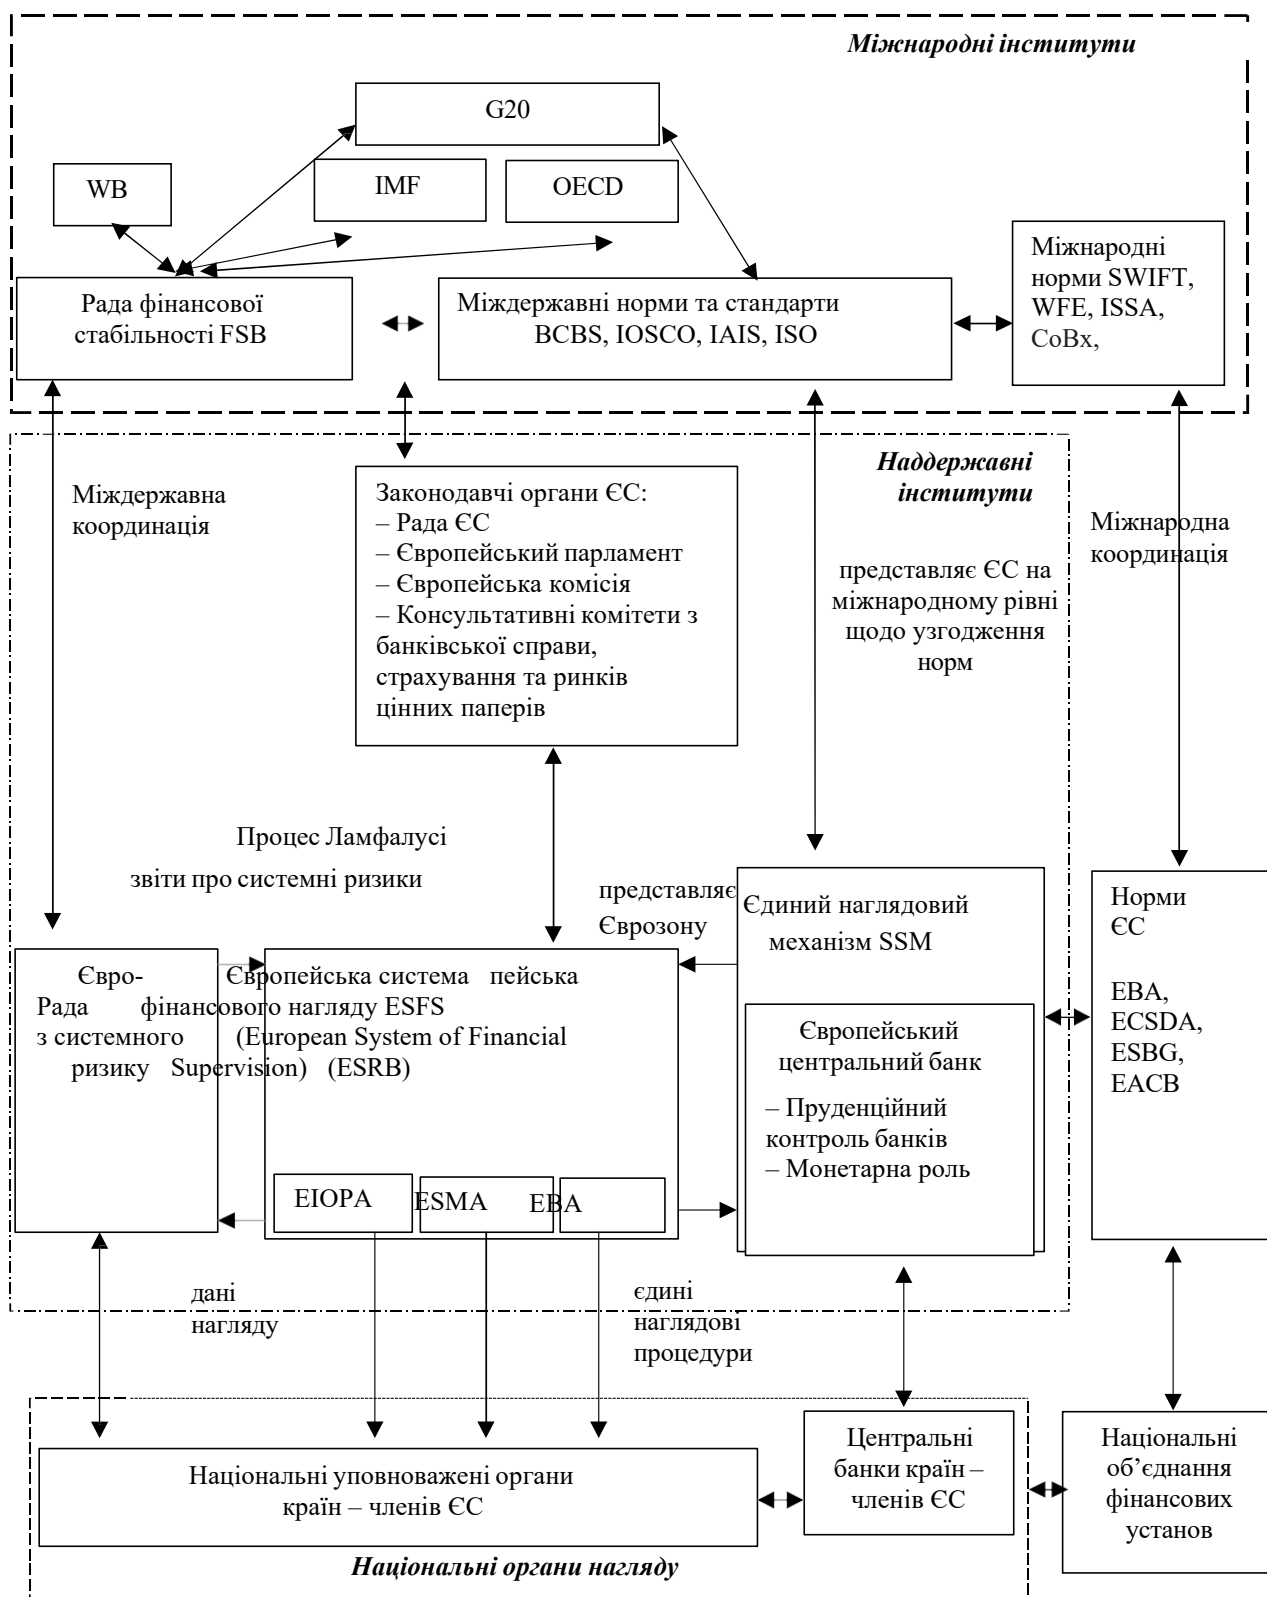 Міжнародні інститути
G20
WB
IMF
OECD
Рада фінансової
стабільності FSB
Міждержавні норми та стандарти
BCBS, IOSCO, IAIS, ISO
Міжнародні
норми SWIFT,
WFE, ISSA,
CoBx,
Наддержавні
інститути
Міждержавна
координація
Законодавчі органи ЄС:
– Рада ЄС
– Європейський парламент
– Європейська комісія
– Консультативні комітети з
банківської справи,
страхування та ринків
цінних паперів
представляє ЄС на
міжнародному рівні
щодо узгодження
норм
Міжнародна
координація
Процес Ламфалусі
звіти про системні ризики
представляє
Єврозону
Єдиний наглядовий
механізм SSM
Норми
ЄС
EBA,
ECSDA,
ESBG,
EACB
Євро- Європейська система пейська
Рада фінансового нагляду ESFS
з системного (European System of Financial
ризику Supervision) (ESRB)
Європейський
центральний банк
– Пруденційний
контроль банків
– Монетарна роль
EIOPA ESMA EBA
дані
нагляду
єдині
наглядові
процедури
Національні уповноважені органи
країн – членів ЄС
Центральні
банки країн –
членів ЄС
Національні
об’єднання
фінансових
установ
Національні органи нагляду